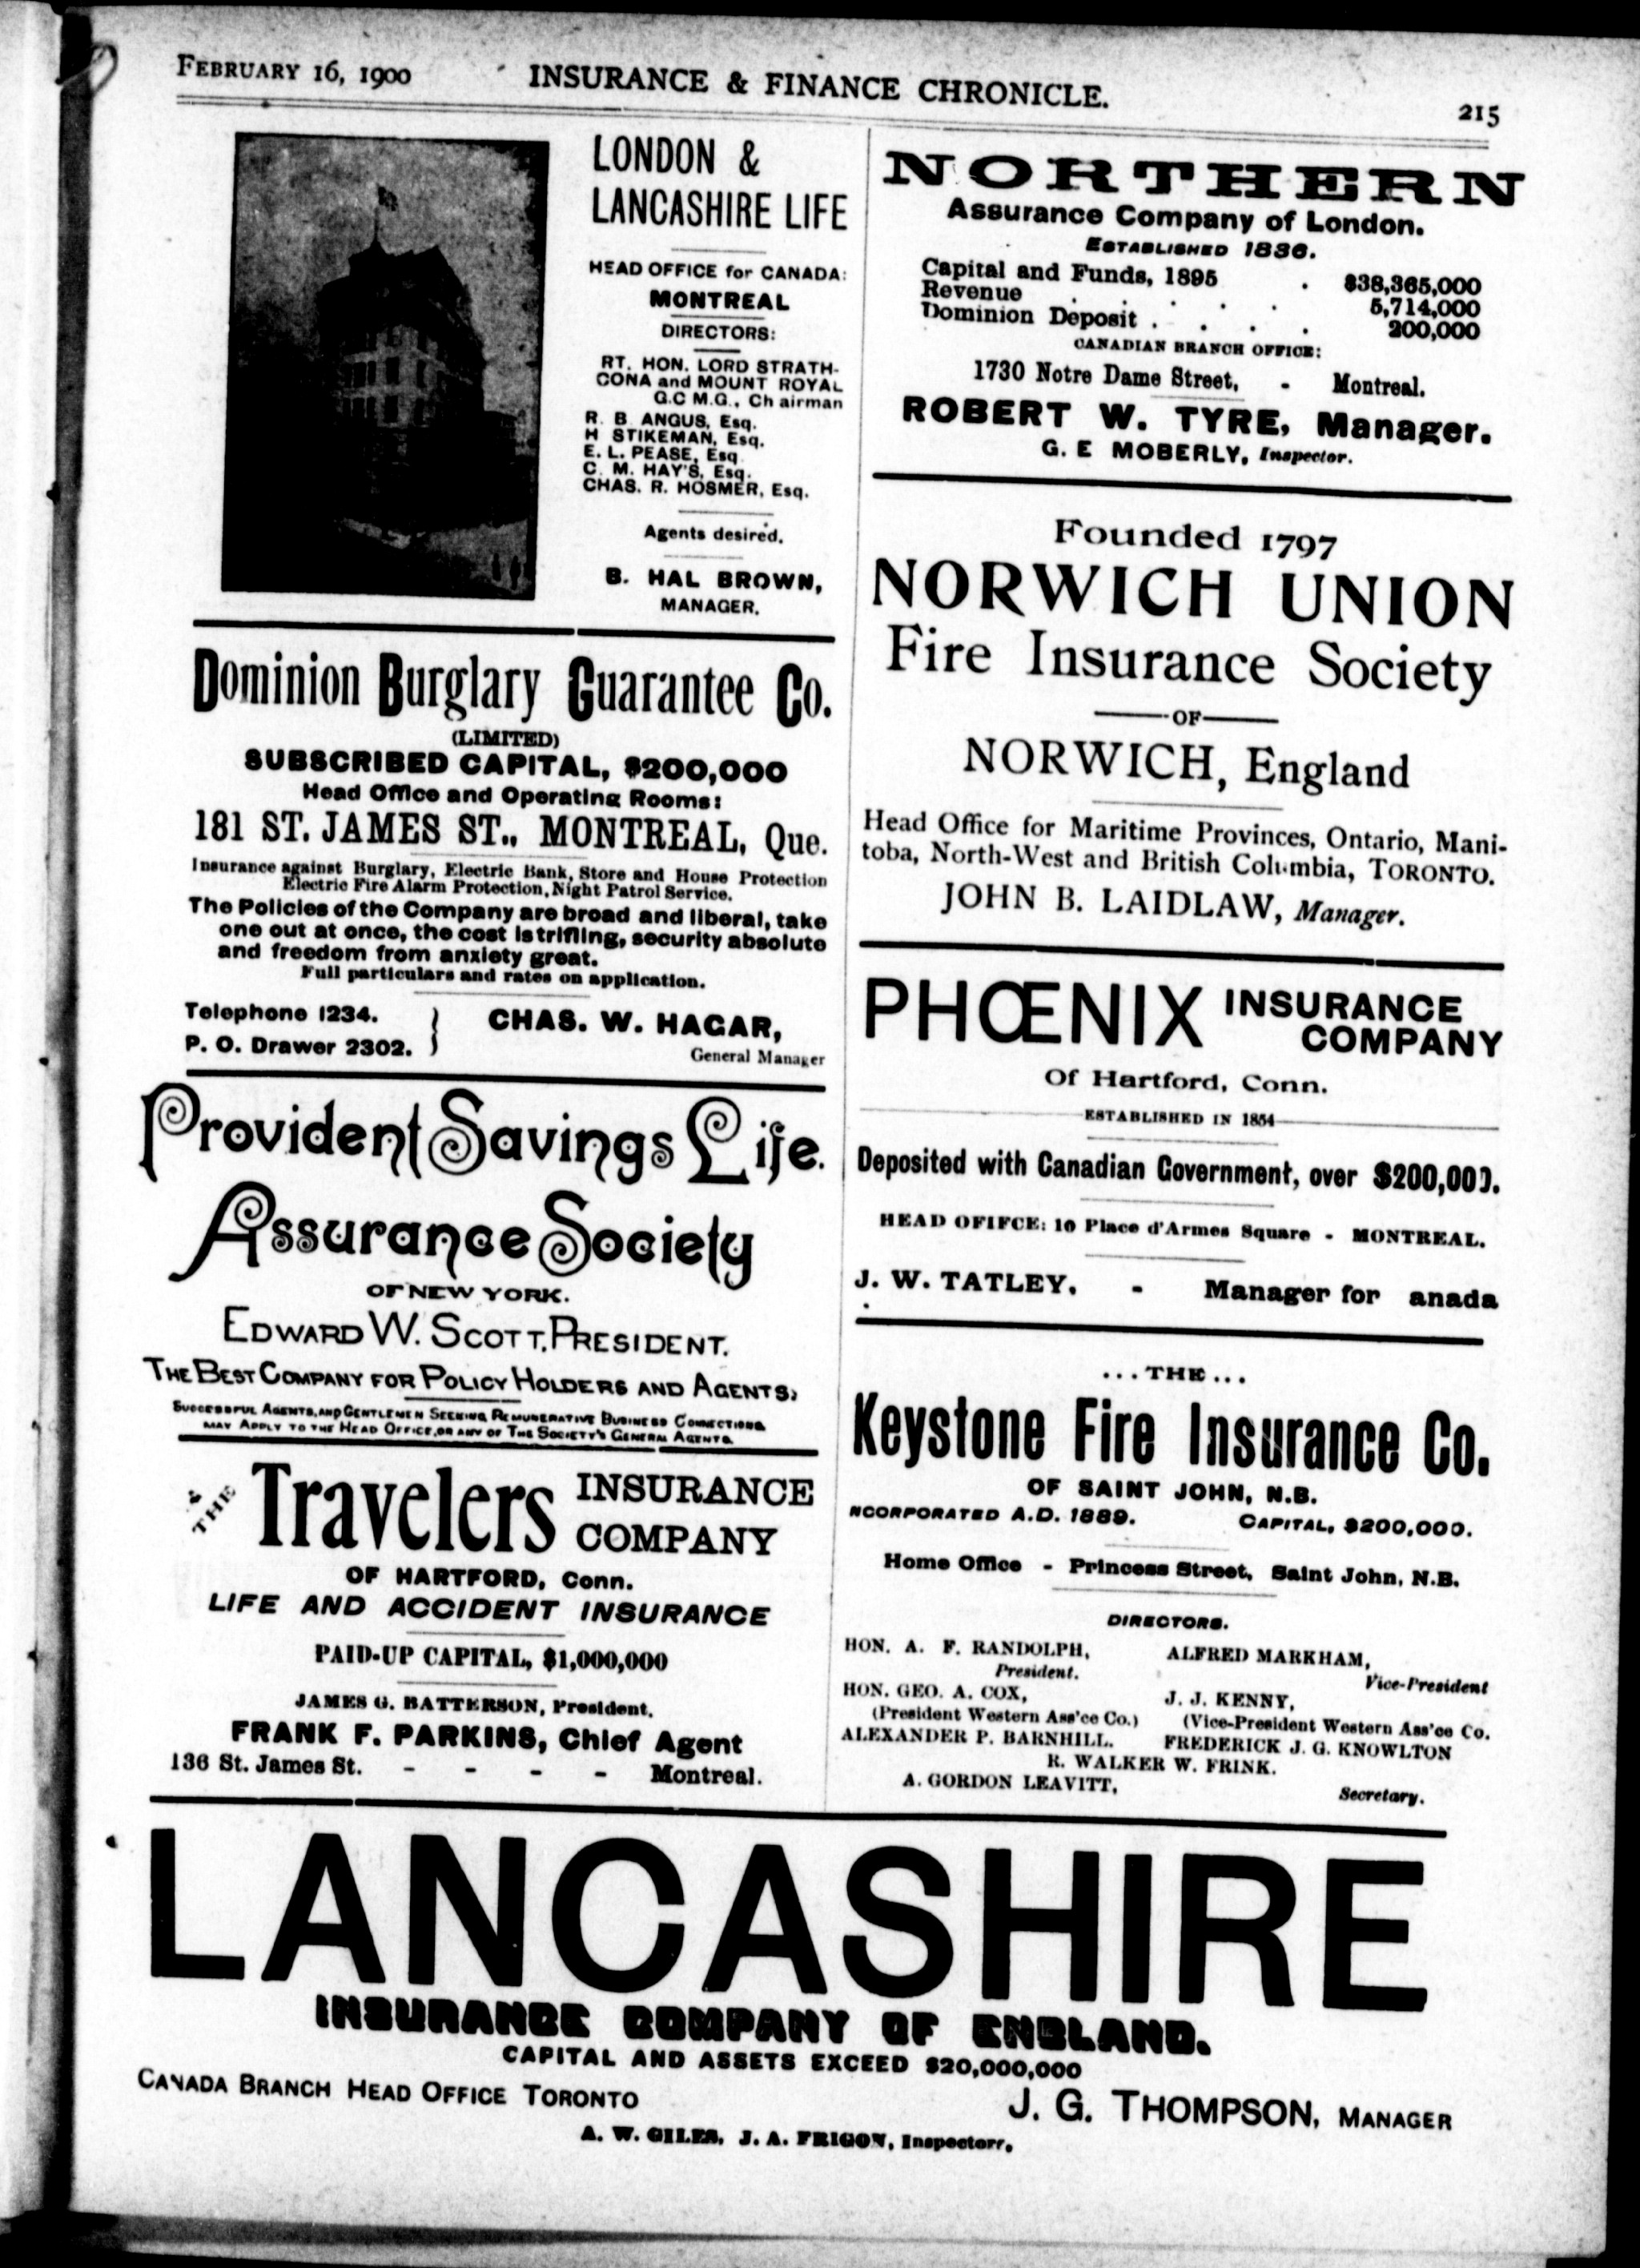 FEBRUARY 16, 1900
INSURANCE & FINANCE CHRONICLE.
215
LONDON &
LANCASHIRE LIFE
HEAD OFFICE for CANADA:
MONTREAL
DIRECTORS:
RT. HON. LORD STRATH-
CONA and MOUNT ROYAL
G.C M.G., Chairman
R. B. ANGUS, Esq.
H STIKEMAN, Esq.
E. L. PEASE, Esq
C. M. HAY'S, Esq.
CHAS. R. HOSMER, Esq.
Agents desired.
B. HAL BROWN,
MANAGER.
Dominion Burglary Guarantee Co.
(LIMITED)
SUBSCRIBED CAPITAL, $200,000
Head Office and Operating Rooms:
181 ST. JAMES ST., MONTREAL, Que.
Insurance against Burglary, Electric Bank, Store and House Protection
Electric Fire Alarm Protection, Night Patrol Service.
The Policies of the Company are broad and liberal, take
one out at once, the cost is trifling, security absolute
and freedom from anxiety great.
Full particulars and rates on application.
Telephone 1234.
P. O. Drawer 2302.
CHAS. W. HAGAR,
General Manager
Provident Savings Life.
Assurance Society
OF NEW YORK.
EDWARD W. SCOTT, PRESIDENT.
THE BEST COMPANY FOR POLICY HOLDERS AND AGENTS,
SUCCESSFUL AGENTS, AND GENTLEMEN SEEKING REMUNERATIVE BUSINESS CONNECTIONS
MAY APPLY TO THE HEAD OFFICE, OR ANY OF THE SOCIETY'S GENERAL AGENTS.
THE
Travelers INSURANCE
COMPANY
OF HARTFORD, Conn.
LIFE AND ACCIDENT INSURANCE
PAID-UP CAPITAL, $1,000,000
JAMES G. BATTERSON, President.
FRANK F. PARKINS, Chief Agent
136 St. James St. - - - - Montreal.
NORTHERN
Assurance Company of London.
ESTABLISHED 1836.
Capital and Funds, 1895 . $38,365,000
Revenue . . . . 5,714,000
Dominion Deposit . . . . 200,000
CANADIAN BRANCH OFFICE:
1730 Notre Dame Street, - Montreal.
ROBERT W. TYRE, Manager.
G. E MOBERLY, Inspector.
Founded 1797
NORWICH UNION
Fire Insurance Society
OF
NORWICH, England
Head Office for Maritime Provinces, Ontario, Mani-
toba, North-West and British Columbia, TORONTO.
JOHN B. LAIDLAW, Manager.
PHŒNIX INSURANCE
COMPANY
Of Hartford, Conn.
ESTABLISHED IN 1854
Deposited with Canadian Government, over $200,000.
HEAD OFIFCE: 10 Place d'Armes Square - MONTREAL.
J. W. TATLEY, - Manager for anada
...THE...
Keystone Fire Insurance Co.
OF SAINT JOHN, N.B.
NCORPORATED A.D. 1889. CAPITAL, $200,000.
Home Office - Princess Street, Saint John, N.B.
DIRECTORS.
HON. A. F. RANDOLPH,
President.
ALFRED MARKHAM,
Vice-President
HON. GEO. A. COX,
(President Western Ass'ce Co.)
J. J. KENNY,
(Vice-President Western Ass'ce Co.
ALEXANDER P. BARNHILL.
FREDERICK J. G. KNOWLTON
R. WALKER W. FRINK.
A. GORDON LEAVITT,
Secretary.
LANCASHIRE
INSURANCE COMPANY OF ENGLAND.
CAPITAL AND ASSETS EXCEED $20,000,000
CANADA BRANCH HEAD OFFICE TORONTO
J. G. THOMPSON, MANAGER
A. W. GILES, J. A. FRIGON, Inspectorr,